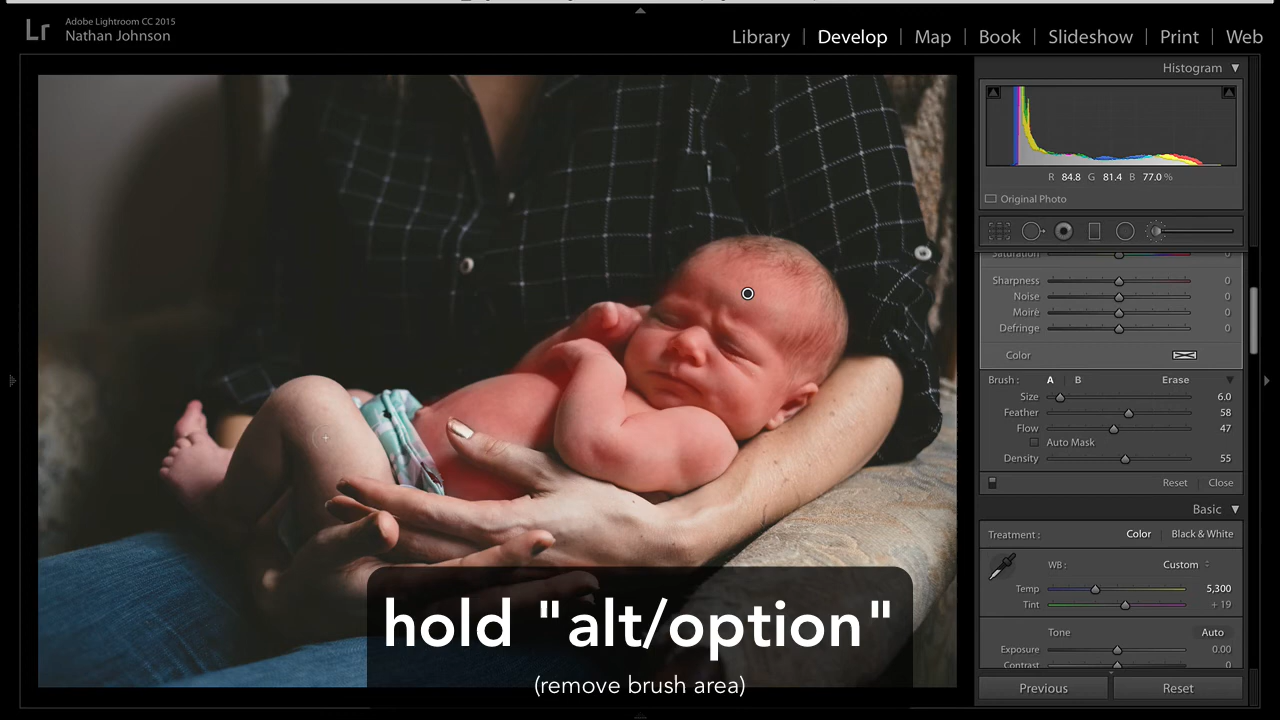 Lr
Adobe Lightroom CC 2015
Nathan Johnson
Library | Develop | Map | Book | Slideshow | Print | Web
Histogram
R 84.8 G 81.4 B 77.0 %
Original Photo
Saturation 0
Sharpness 0
Noise 0
Moiré 0
Defringe 0
Color
Brush : A | B Erase
Size 6.0
Feather 58
Flow 47
Auto Mask
Density 55
Reset | Close
Basic
Treatment : Color | Black & White
WB : Custom
Temp 5,300
Tint + 19
Tone Auto
Exposure 0.00
Contrast 0
Previous Reset
hold "alt/option"
(remove brush area)